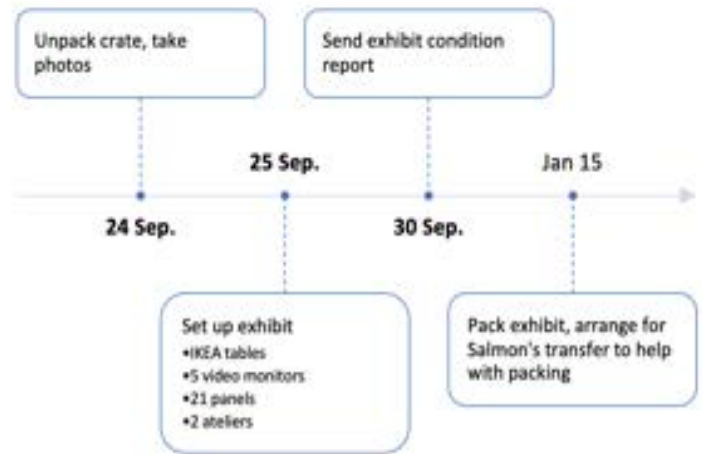 Unpack crate, take
photos
Send exhibit condition
report
25 Sep.
Jan 15
24 Sep.
30 Sep.
Set up exhibit
•IKEA tables
•5 video monitors
•21 panels
•2 ateliers
Pack exhibit, arrange for
Salmon's transfer to help
with packing